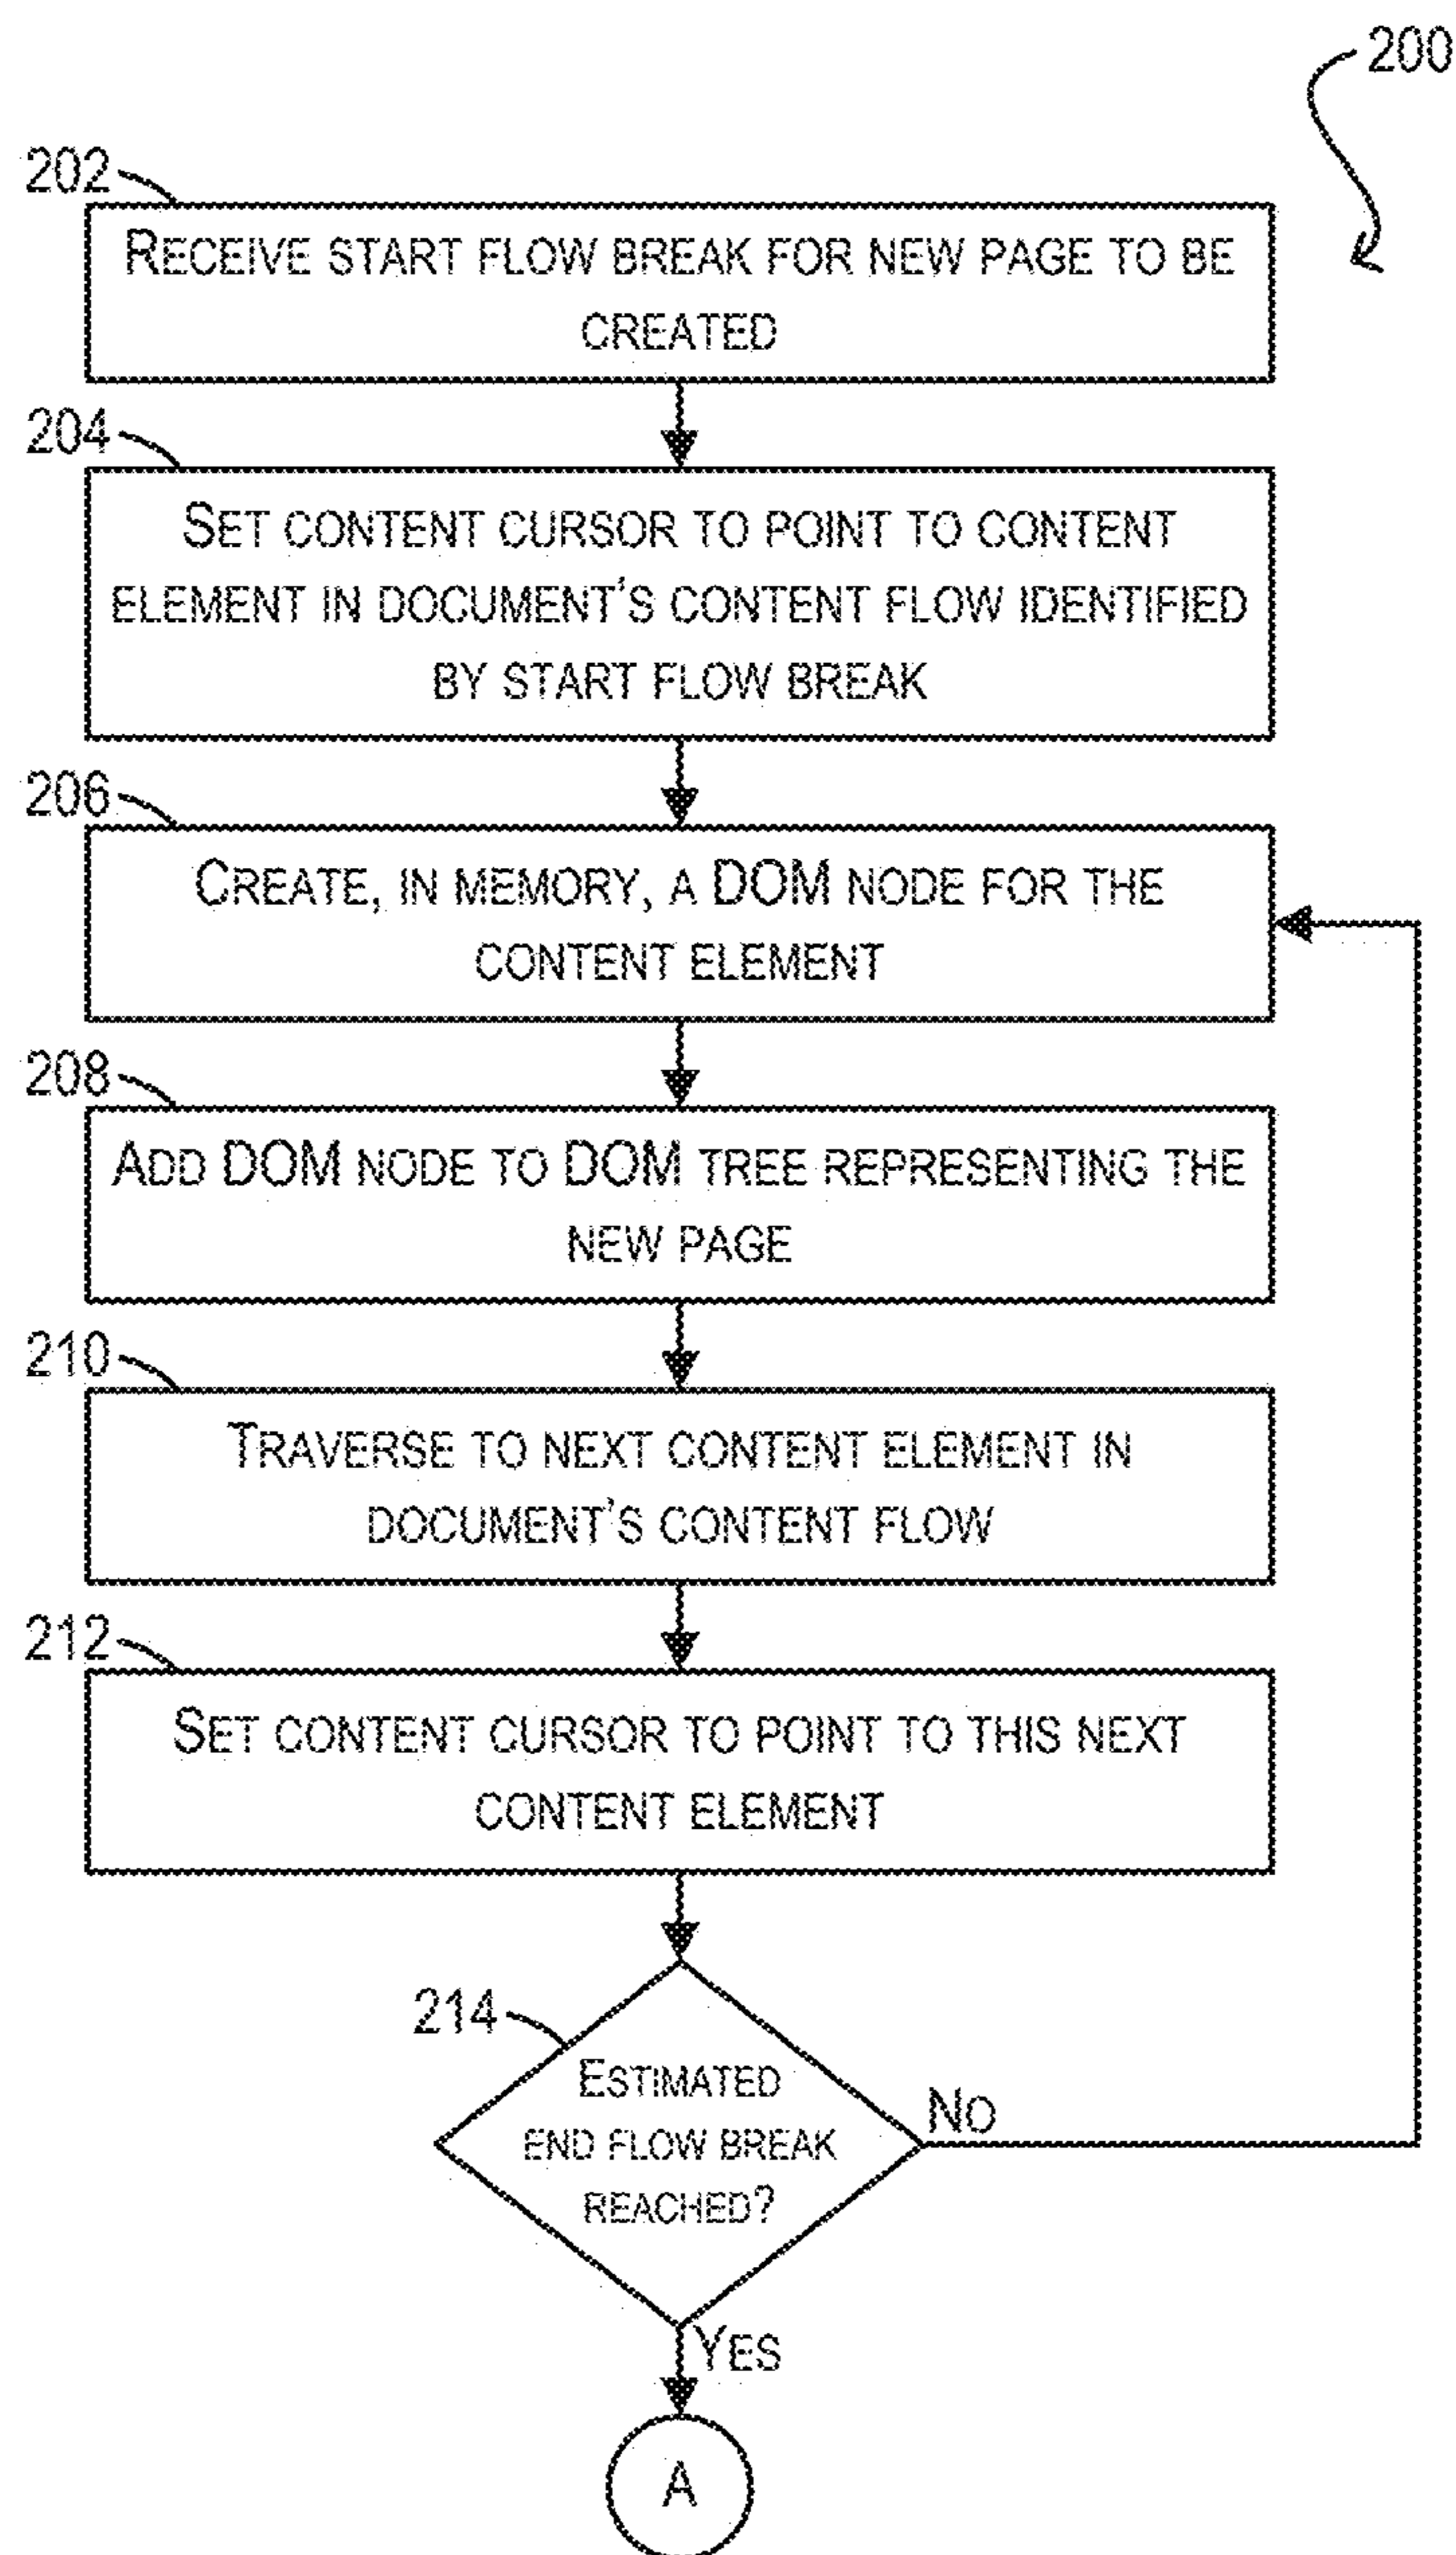 200
202
RECEIVE START FLOW BREAK FOR NEW PAGE TO BE
CREATED
204
SET CONTENT CURSOR TO POINT TO CONTENT
ELEMENT IN DOCUMENT'S CONTENT FLOW IDENTIFIED
BY START FLOW BREAK
206
CREATE, IN MEMORY, A DOM NODE FOR THE
CONTENT ELEMENT
208
ADD DOM NODE TO DOM TREE REPRESENTING THE
NEW PAGE
210
TRAVERSE TO NEXT CONTENT ELEMENT IN
DOCUMENT'S CONTENT FLOW
212
SET CONTENT CURSOR TO POINT TO THIS NEXT
CONTENT ELEMENT
214
ESTIMATED
END FLOW BREAK
REACHED?
NO
YES
A